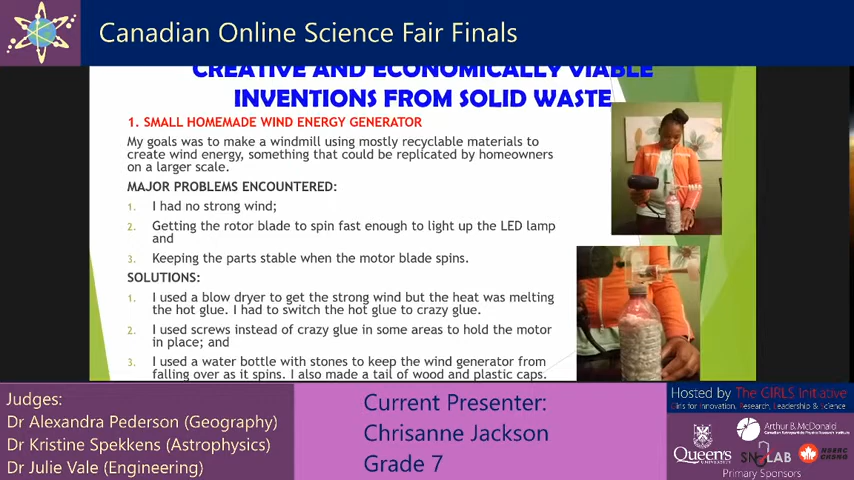 Canadian Online Science Fair Finals
CREATIVE AND ECONOMICALLY VIABLE
INVENTIONS FROM SOLID WASTE
1. SMALL HOMEMADE WIND ENERGY GENERATOR
My goals was to make a windmill using mostly recyclable materials to
create wind energy, something that could be replicated by homeowners
on a larger scale.
MAJOR PROBLEMS ENCOUNTERED:
1. I had no strong wind;
2. Getting the rotor blade to spin fast enough to light up the LED lamp
and
3. Keeping the parts stable when the motor blade spins.
SOLUTIONS:
1. I used a blow dryer to get the strong wind but the heat was melting
the hot glue. I had to switch the hot glue to crazy glue.
2. I used screws instead of crazy glue in some areas to hold the motor
in place; and
3. I used a water bottle with stones to keep the wind generator from
falling over as it spins. I also made a tail of wood and plastic caps.
Judges:
Dr Alexandra Pederson (Geography)
Dr Kristine Spekkens (Astrophysics)
Dr Julie Vale (Engineering)
Current Presenter:
Chrisanne Jackson
Grade 7
Hosted by The GIRLS Initiative
Girls for Innovation, Research, Leadership & Science
Queen's
UNIVERSITY
Arthur B. McDonald
Canadian Astroparticle Physics Research Institute
SNOLAB
NSERC
CRSNG
Primary Sponsors